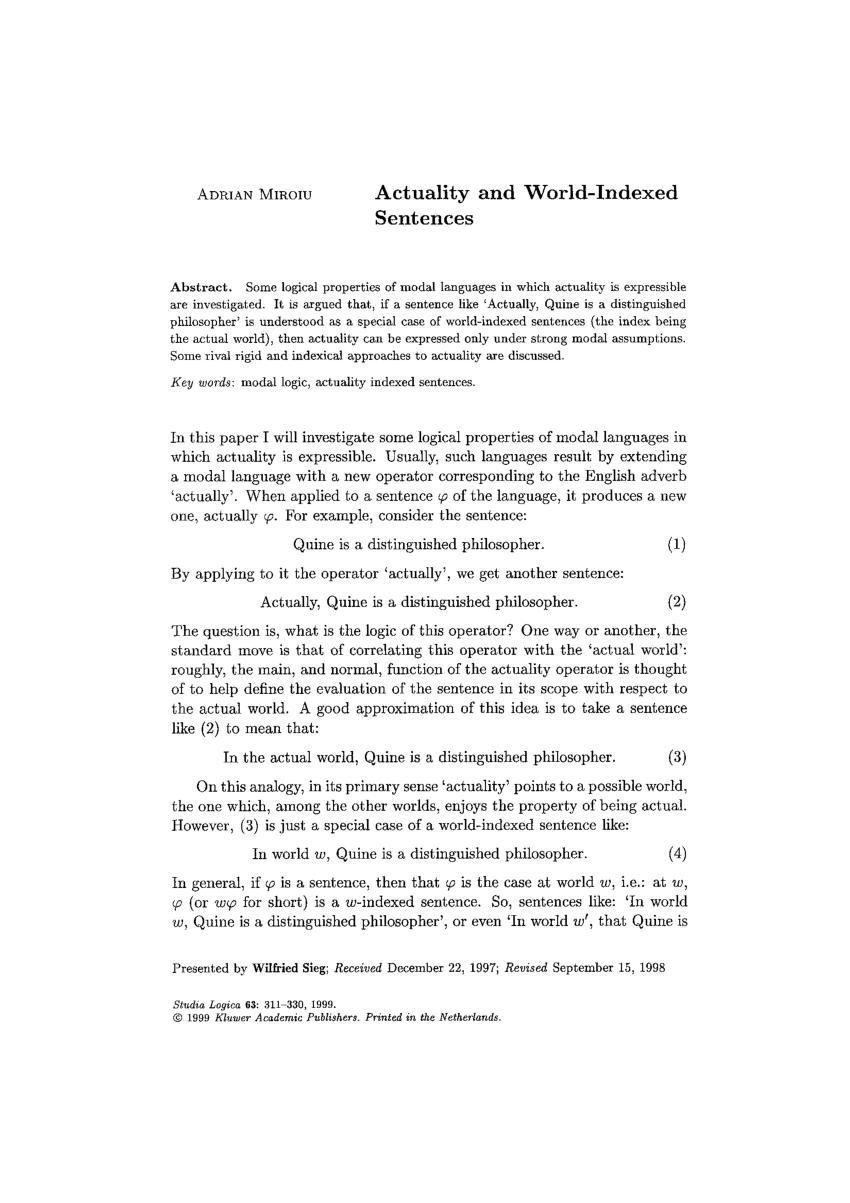 ADRIAN MIROIU
Actuality and World-Indexed
Sentences
Abstract. Some logical properties of modal languages in which actuality is expressible
are investigated. It is argued that, if a sentence like ‘Actually, Quine is a distinguished
philosopher’ is understood as a special case of world-indexed sentences (the index being
the actual world), then actuality can be expressed only under strong modal assumptions.
Some rival rigid and indexical approaches to actuality are discussed.
Key words: modal logic, actuality indexed sentences.
In this paper I will investigate some logical properties of modal languages in
which actuality is expressible. Usually, such languages result by extending
a modal language with a new operator corresponding to the English adverb
‘actually’. When applied to a sentence φ of the language, it produces a new
one, actually φ. For example, consider the sentence:
Quine is a distinguished philosopher. (1)
By applying to it the operator ‘actually’, we get another sentence:
Actually, Quine is a distinguished philosopher. (2)
The question is, what is the logic of this operator? One way or another, the
standard move is that of correlating this operator with the ‘actual world’:
roughly, the main, and normal, function of the actuality operator is thought
of to help define the evaluation of the sentence in its scope with respect to
the actual world. A good approximation of this idea is to take a sentence
like (2) to mean that:
In the actual world, Quine is a distinguished philosopher. (3)
On this analogy, in its primary sense ‘actuality’ points to a possible world,
the one which, among the other worlds, enjoys the property of being actual.
However, (3) is just a special case of a world-indexed sentence like:
In world w, Quine is a distinguished philosopher. (4)
In general, if φ is a sentence, then that φ is the case at world w, i.e.: at w,
φ (or wφ for short) is a w-indexed sentence. So, sentences like: ‘In world
w, Quine is a distinguished philosopher’, or even ‘In world w′, that Quine is
Presented by Wilfried Sieg; Received December 22, 1997; Revised September 15, 1998
Studia Logica 63: 311–330, 1999.
© 1999 Kluwer Academic Publishers. Printed in the Netherlands.